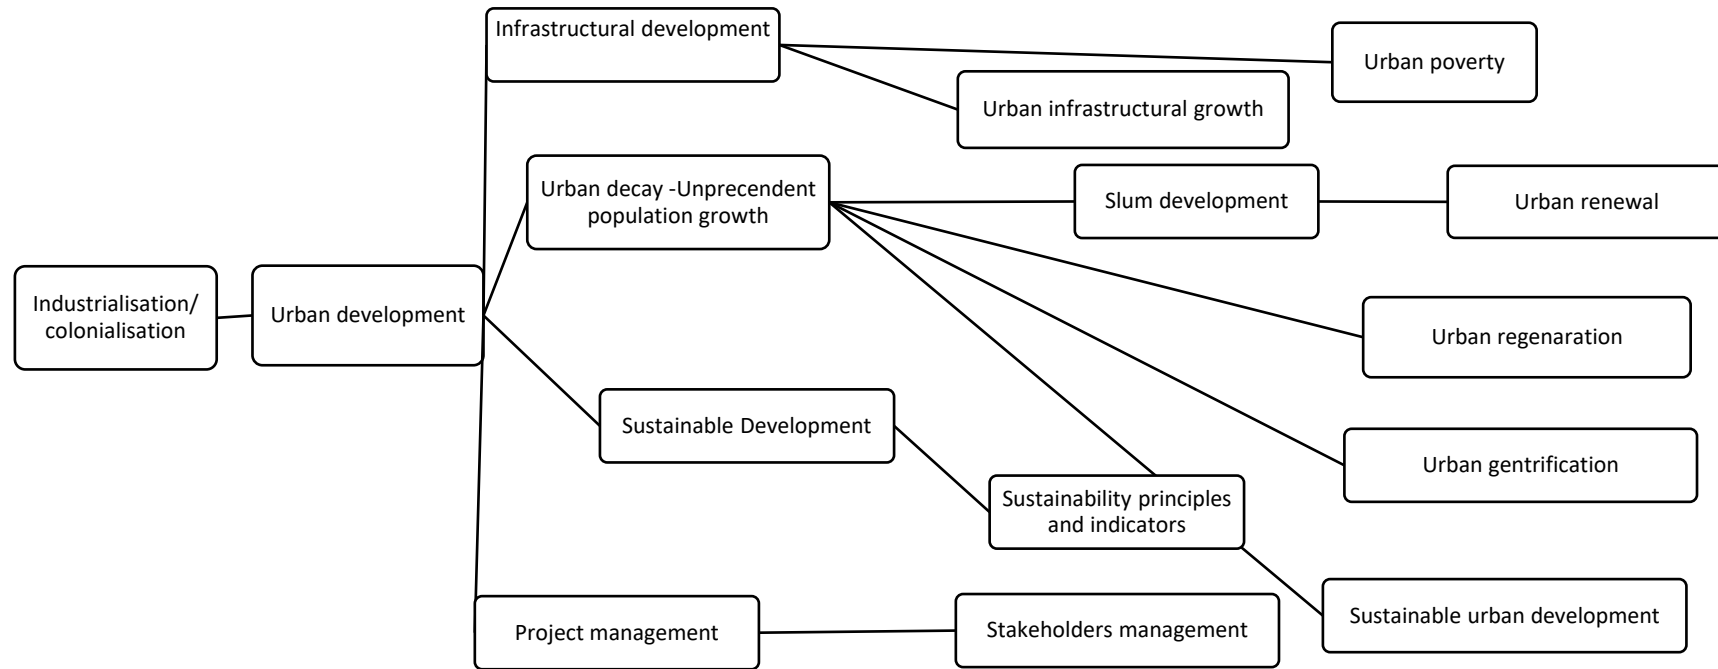 Infrastructural development
Urban poverty
Urban infrastructural growth
Urban decay -Unprecendent
population growth
Slum development
Urban renewal
Industrialisation/
colonialisation
Urban development
Urban regenaration
Sustainable Development
Urban gentrification
Sustainability principles
and indicators
Project management
Stakeholders management
Sustainable urban development